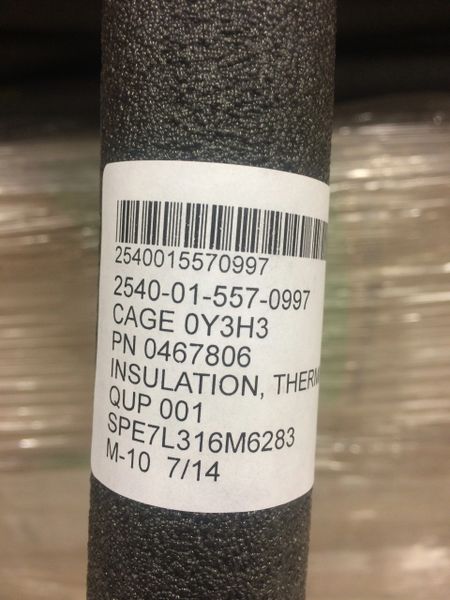 2540015570997
2540-01-557-0997
CAGE 0Y3H3
PN 0467806
INSULATION, THERM
QUP 001
SPE7L316M6283
M-10 7/14